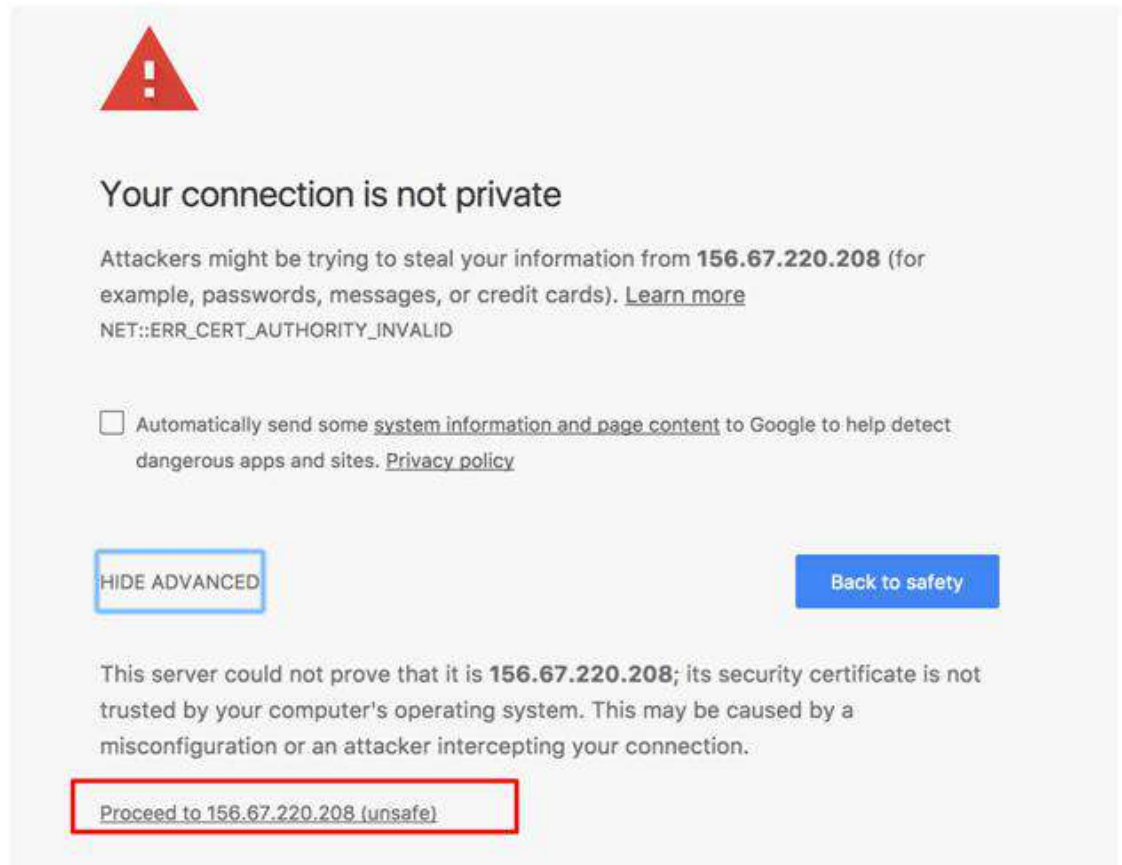 Your connection is not private
Attackers might be trying to steal your information from 156.67.220.208 (for
example, passwords, messages, or credit cards). Learn more
NET::ERR_CERT_AUTHORITY_INVALID
Automatically send some system information and page content to Google to help detect
dangerous apps and sites. Privacy policy
HIDE ADVANCED
Back to safety
This server could not prove that it is 156.67.220.208; its security certificate is not
trusted by your computer's operating system. This may be caused by a
misconfiguration or an attacker intercepting your connection.
Proceed to 156.67.220.208 (unsafe)